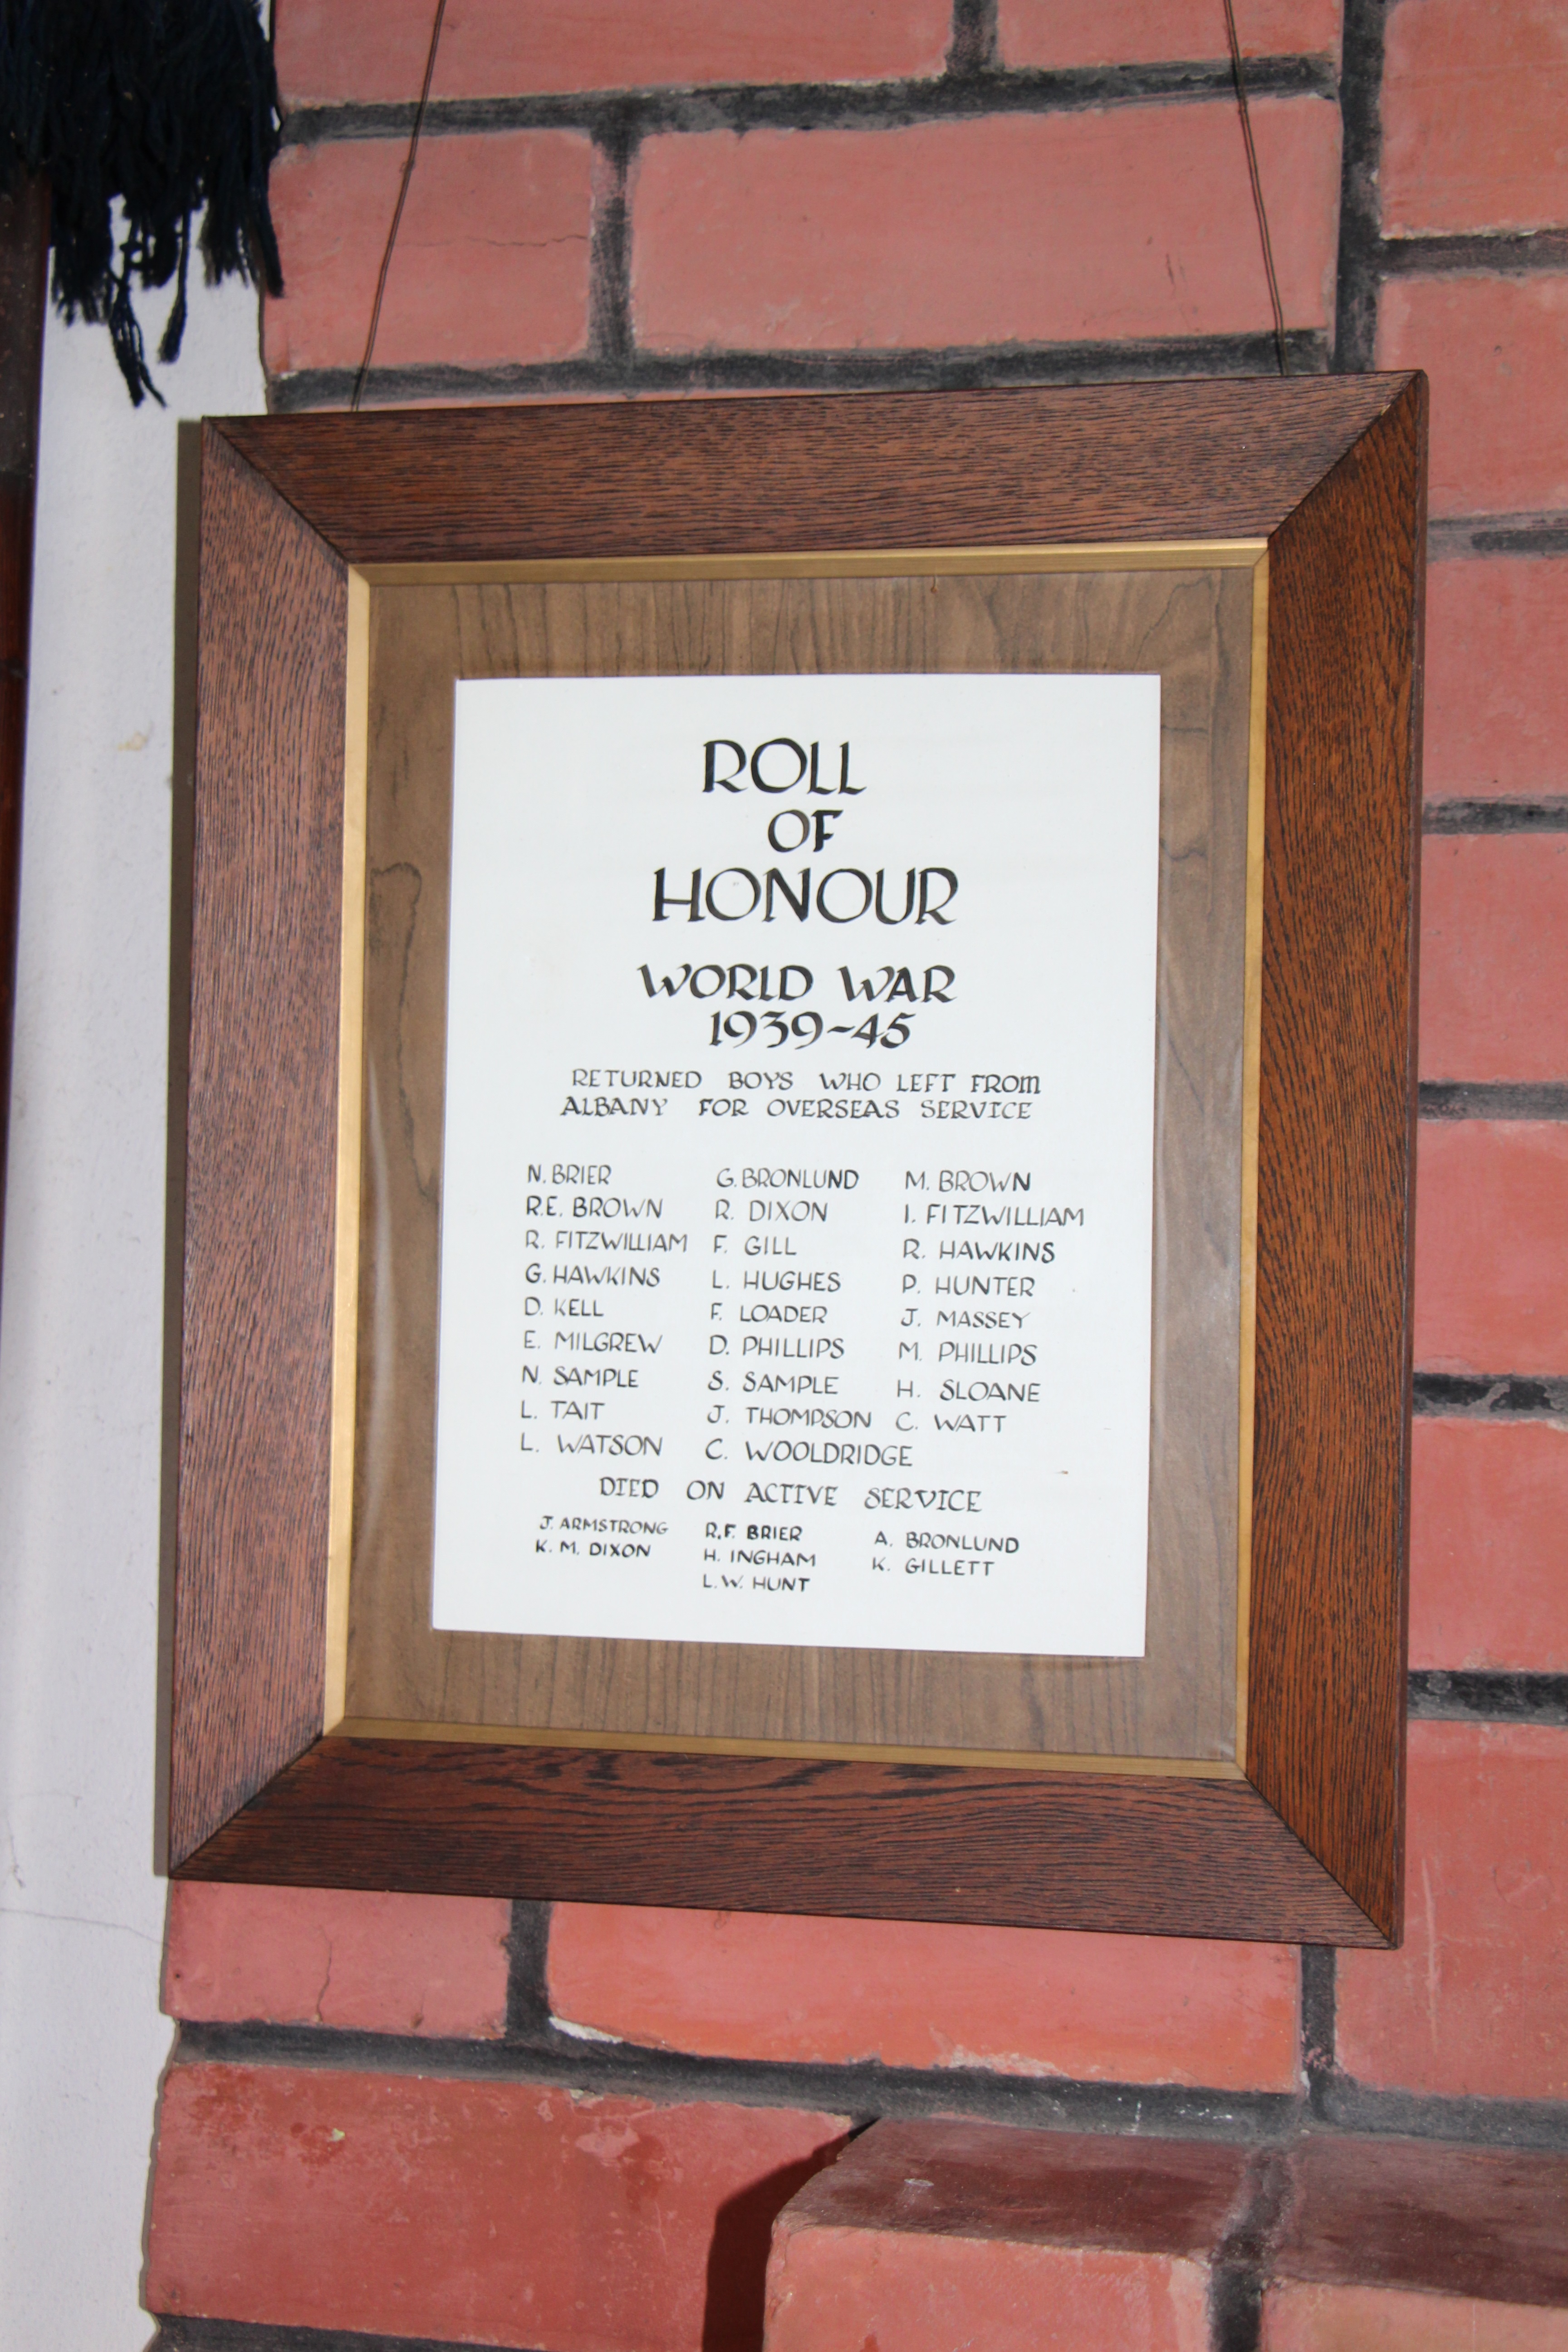 ROLL
OF
HONOUR
WORLD WAR
1939-45
RETURNED BOYS WHO LEFT FROM
ALBANY FOR OVERSEAS SERVICE
N. BRIER G. BRONLUND M. BROWN
R.E. BROWN R. DIXON I. FITZWILLIAM
R. FITZWILLIAM F. GILL R. HAWKINS
G. HAWKINS L. HUGHES P. HUNTER
D. KELL F. LOADER J. MASSEY
E. MILGREW D. PHILLIPS M. PHILLIPS
N. SAMPLE S. SAMPLE H. SLOANE
L. TAIT J. THOMPSON C. WATT
L. WATSON C. WOOLDRIDGE
DIED ON ACTIVE SERVICE
J. ARMSTRONG R.F. BRIER A. BRONLUND
K. M. DIXON H. INGHAM K. GILLETT
L.W. HUNT